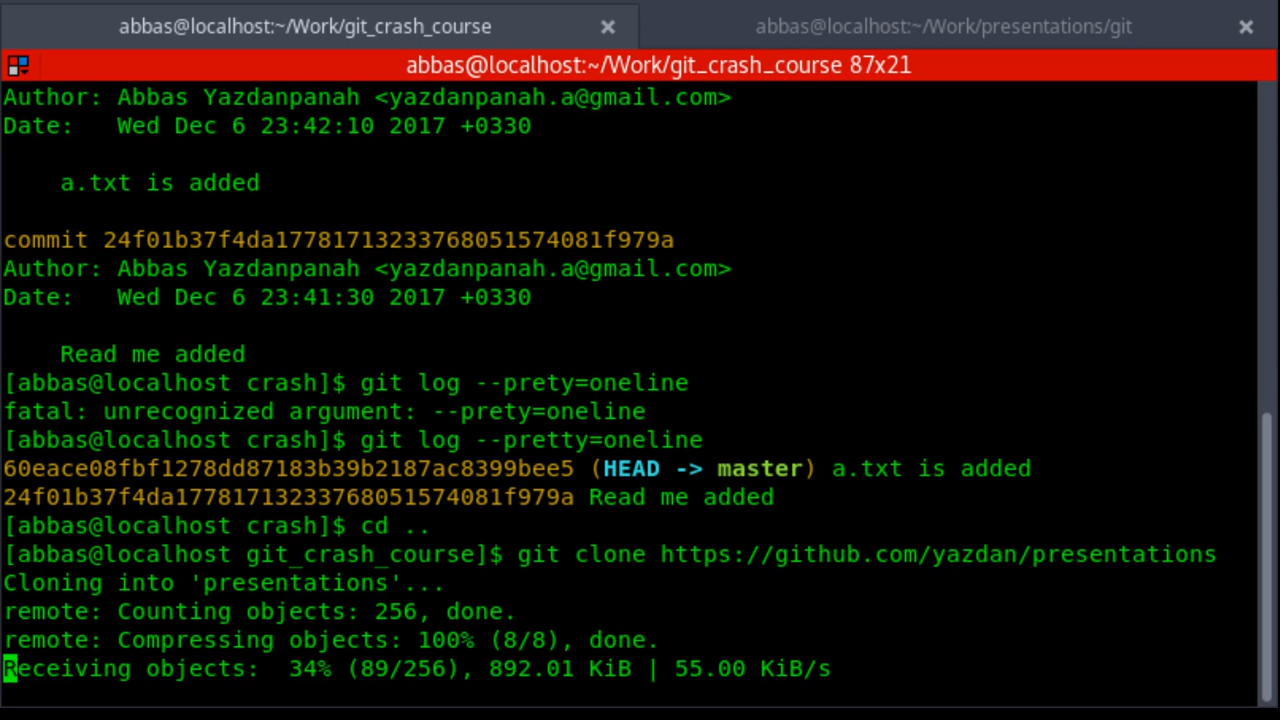 abbas@localhost:~/Work/git_crash_course
abbas@localhost:~/Work/presentations/git
abbas@localhost:~/Work/git_crash_course 87x21
Author: Abbas Yazdanpanah <yazdanpanah.a@gmail.com>
Date:   Wed Dec 6 23:42:10 2017 +0330
    a.txt is added
commit 24f01b37f4da17781713233768051574081f979a
Author: Abbas Yazdanpanah <yazdanpanah.a@gmail.com>
Date:   Wed Dec 6 23:41:30 2017 +0330
    Read me added
[abbas@localhost crash]$ git log --prety=oneline
fatal: unrecognized argument: --prety=oneline
[abbas@localhost crash]$ git log --pretty=oneline
60eace08fbf1278dd87183b39b2187ac8399bee5 (HEAD -> master) a.txt is added
24f01b37f4da17781713233768051574081f979a Read me added
[abbas@localhost crash]$ cd ..
[abbas@localhost git_crash_course]$ git clone https://github.com/yazdan/presentations
Cloning into 'presentations'...
remote: Counting objects: 256, done.
remote: Compressing objects: 100% (8/8), done.
Receiving objects:  34% (89/256), 892.01 KiB | 55.00 KiB/s